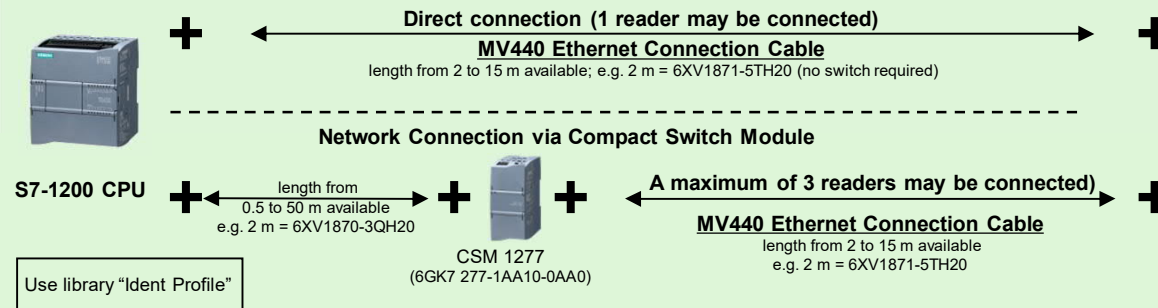 Direct connection (1 reader may be connected)
MV440 Ethernet Connection Cable
length from 2 to 15 m available; e.g. 2 m = 6XV1871-5TH20 (no switch required)
Network Connection via Compact Switch Module
S7-1200 CPU
length from
0.5 to 50 m available
e.g. 2 m = 6XV1870-3QH20
CSM 1277
(6GK7 277-1AA10-0AA0)
A maximum of 3 readers may be connected)
MV440 Ethernet Connection Cable
length from 2 to 15 m available
e.g. 2 m = 6XV1871-5TH20
Use library “Ident Profile”